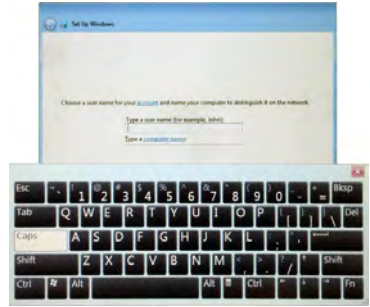 Set Up Windows
Choose a user name for your account and name your computer to distinguish it on the network.
Type a user name (for example, John):
Type a computer name:
Esc ~ ` ! 1 @ 2 # 3 $ 4 % 5 ^ 6 & 7 * 8 ( 9 ) 0 _ - + = Bksp
Tab Q W E R T Y U I O P { [ } ] | \ Del
Caps A S D F G H J K L : ; " '
Shift Z X C V B N M < , > . ? / Shift
Ctrl Alt Alt Ctrl Fn